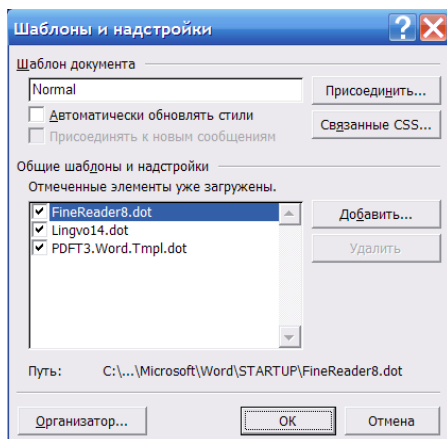 Шаблоны и надстройки
Шаблон документа
Normal
Присоединить...
Автоматически обновлять стили
Присоединять к новым сообщениям
Связанные CSS...
Общие шаблоны и надстройки
Отмеченные элементы уже загружены.
FineReader8.dot
Добавить...
Lingvo14.dot
PDFT3.Word.Tmpl.dot
Удалить
Путь: C:\...\Microsoft\Word\STARTUP\FineReader8.dot
Организатор... OK Отмена